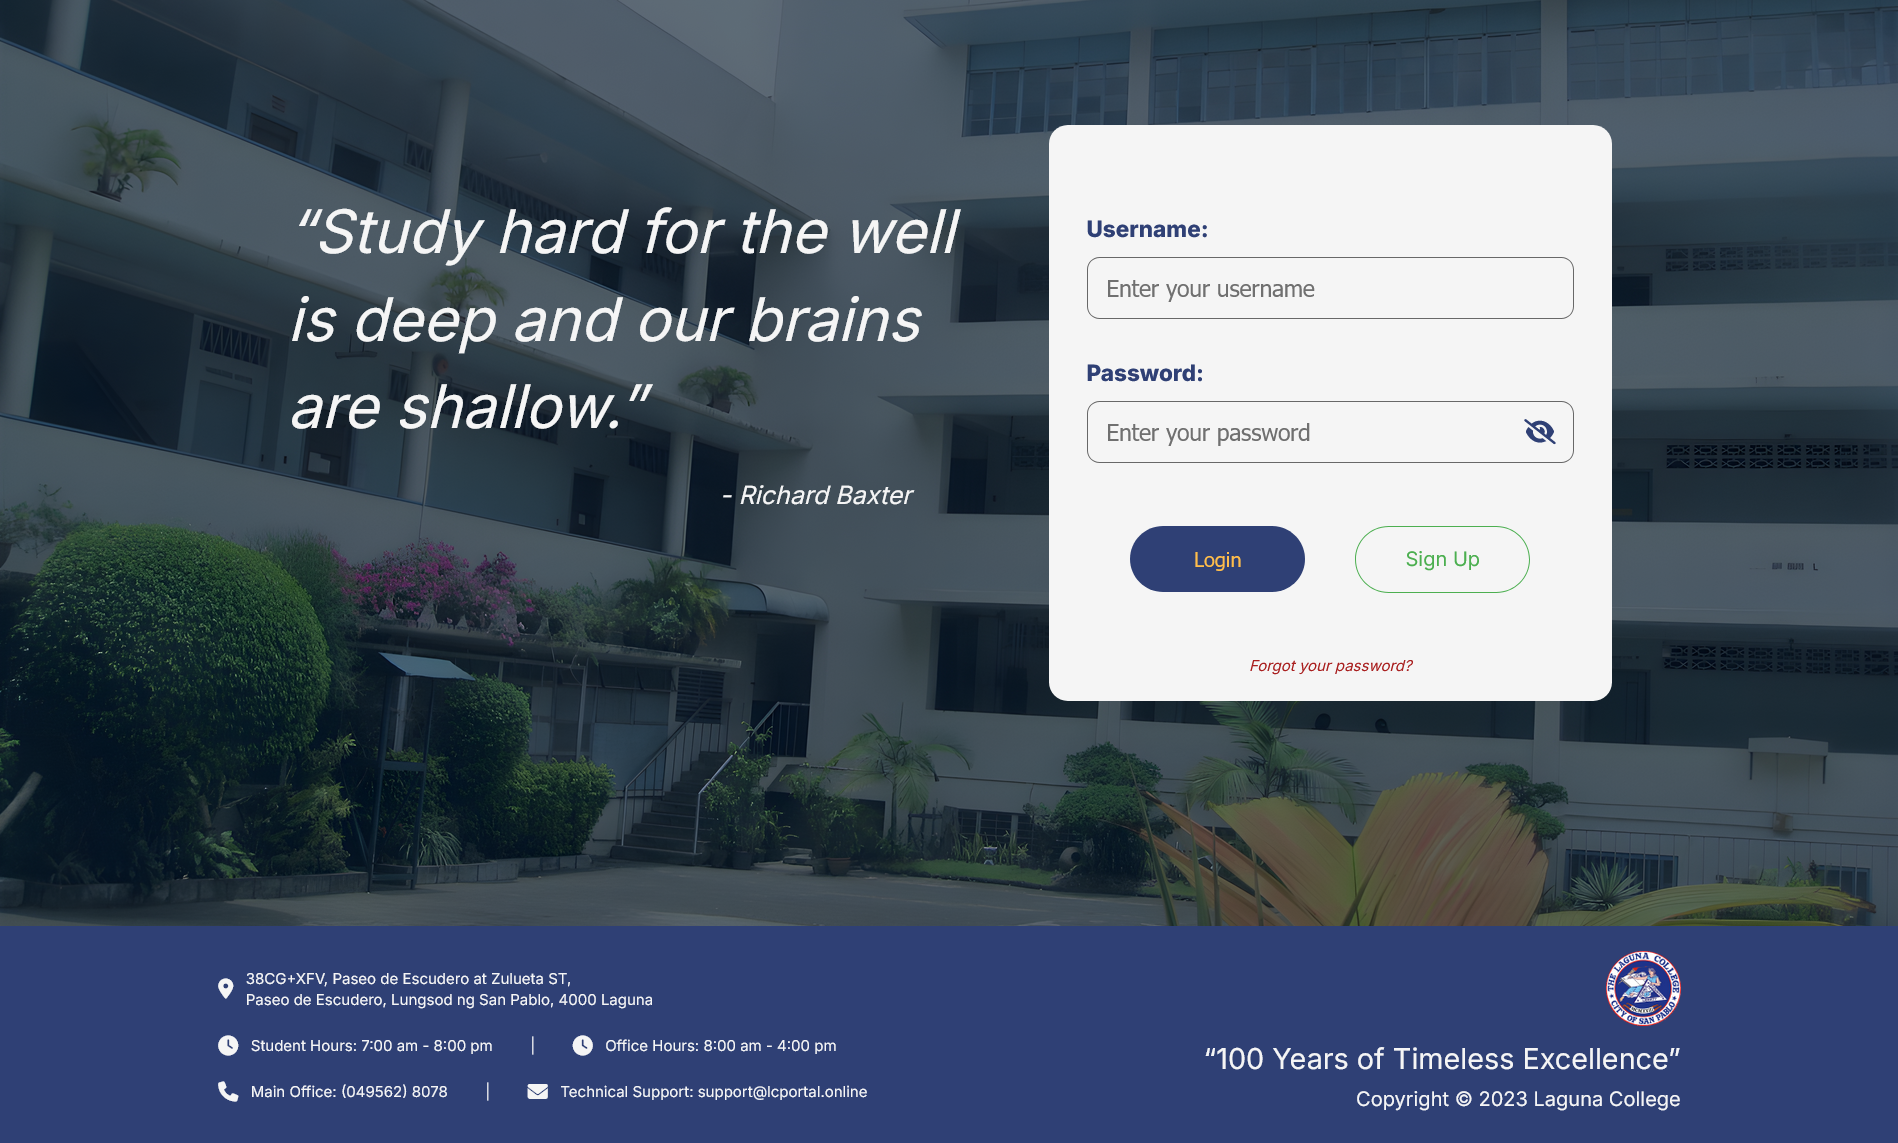 “Study hard for the well
is deep and our brains
are shallow.”
- Richard Baxter
Username:
Enter your username
Password:
Enter your password
Login
Sign Up
Forgot your password?
38CG+XFV, Paseo de Escudero at Zulueta ST,
Paseo de Escudero, Lungsod ng San Pablo, 4000 Laguna
Student Hours: 7:00 am - 8:00 pm | Office Hours: 8:00 am - 4:00 pm
Main Office: (049562) 8078 | Technical Support: support@lcportal.online
THE LAGUNA COLLEGE
CITY OF SAN PABLO
“100 Years of Timeless Excellence”
Copyright © 2023 Laguna College